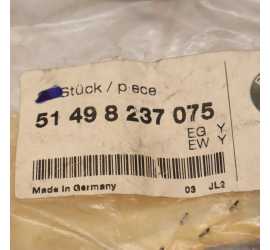 Stück / piece
51 49 8 237 075
EG Y
EW Y
Made in Germany
03 JL2